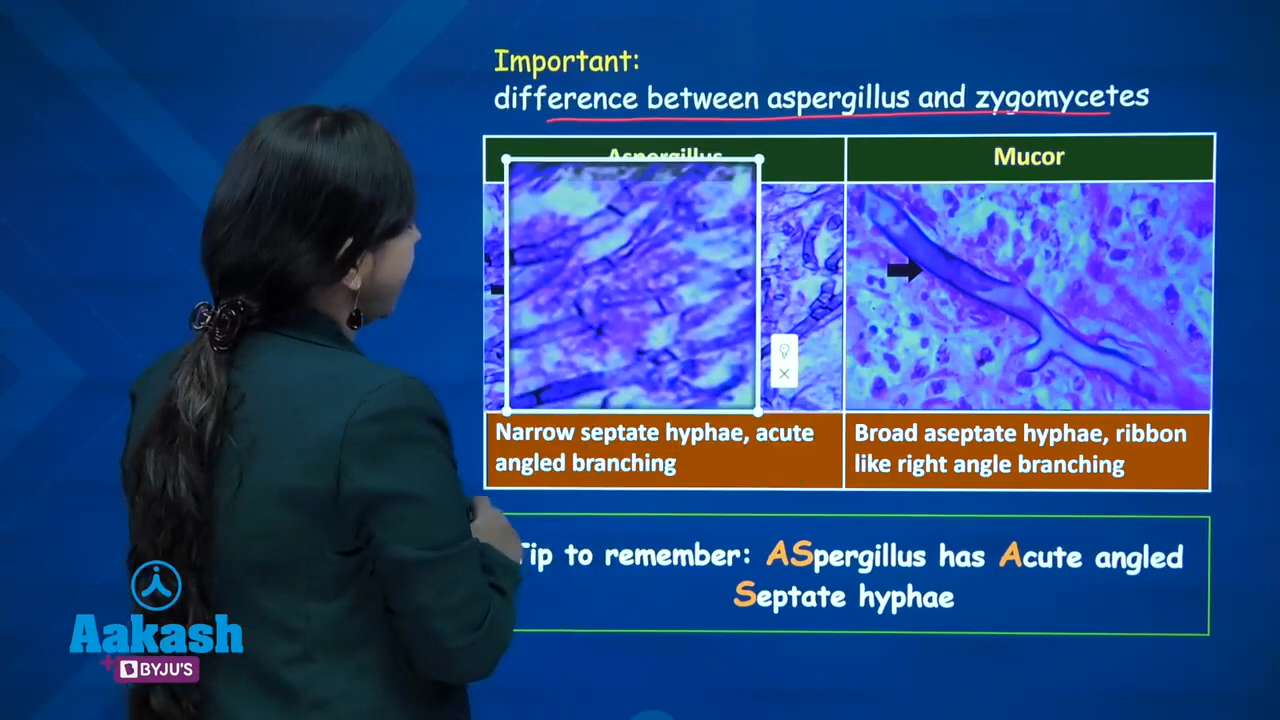 Important:
difference between aspergillus and zygomycetes
Aspergillus
Mucor
Narrow septate hyphae, acute
angled branching
Broad aseptate hyphae, ribbon
like right angle branching
Tip to remember: ASpergillus has Acute angled
Septate hyphae
Aakash
+ BYJU'S